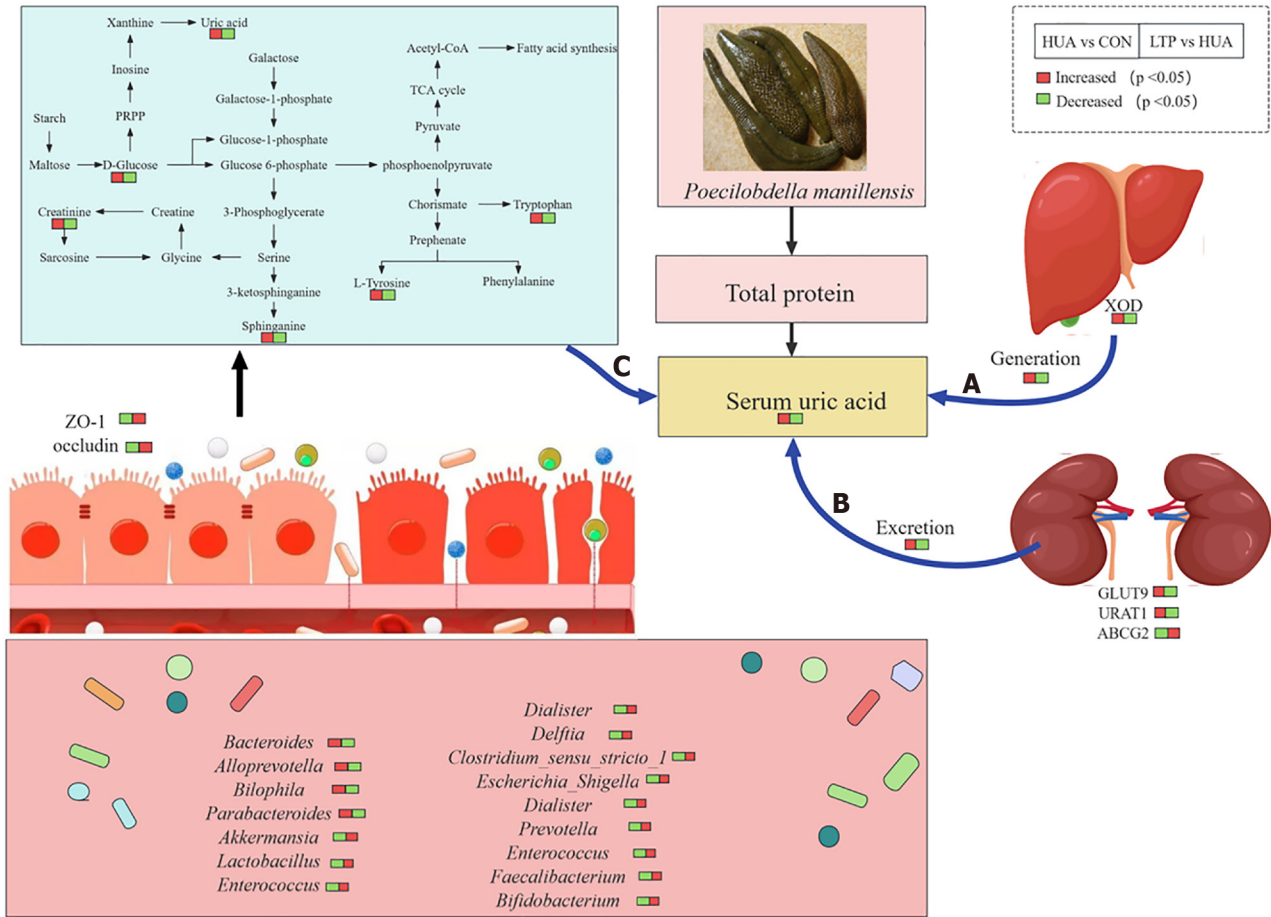 Xanthine
Uric acid
Inosine
PRPP
Starch
Maltose
D-Glucose
Galactose
Galactose-1-phosphate
Glucose-1-phosphate
Glucose 6-phosphate
3-Phosphoglycerate
Creatinine
Creatine
Sarcosine
Glycine
Serine
3-ketosphinganine
Sphinganine
Acetyl-CoA
Fatty acid synthesis
TCA cycle
Pyruvate
phosphoenolpyruvate
Chorismate
Tryptophan
Prephenate
L-Tyrosine
Phenylalanine
Poecilobdella manillensis
Total protein
Serum uric acid
HUA vs CON
LTP vs HUA
Increased (p <0.05)
Decreased (p <0.05)
XOD
Generation
A
C
B
Excretion
GLUT9
URAT1
ABCG2
ZO-1
occludin
Bacteroides
Alloprevotella
Bilophila
Parabacteroides
Akkermansia
Lactobacillus
Enterococcus
Dialister
Delftia
Clostridium_sensu_stricto_1
Escherichia_Shigella
Dialister
Prevotella
Enterococcus
Faecalibacterium
Bifidobacterium